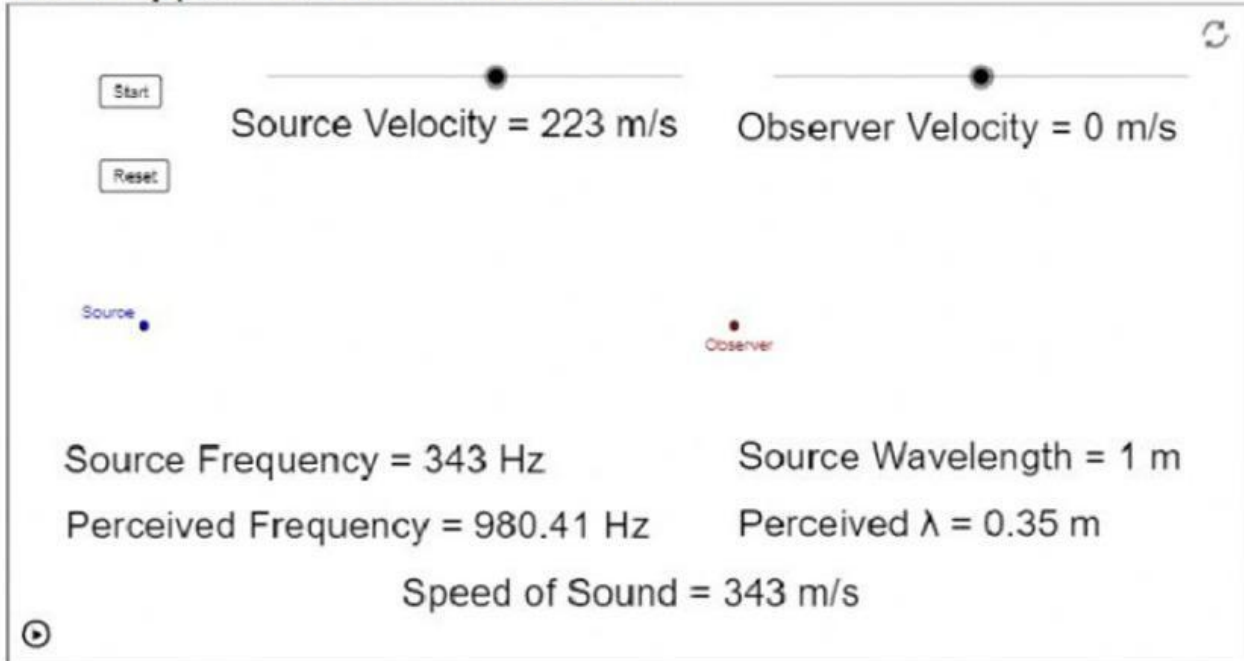 Start
Source Velocity = 223 m/s
Observer Velocity = 0 m/s
Reset
Source
Observer
Source Frequency = 343 Hz
Source Wavelength = 1 m
Perceived Frequency = 980.41 Hz
Perceived λ = 0.35 m
Speed of Sound = 343 m/s